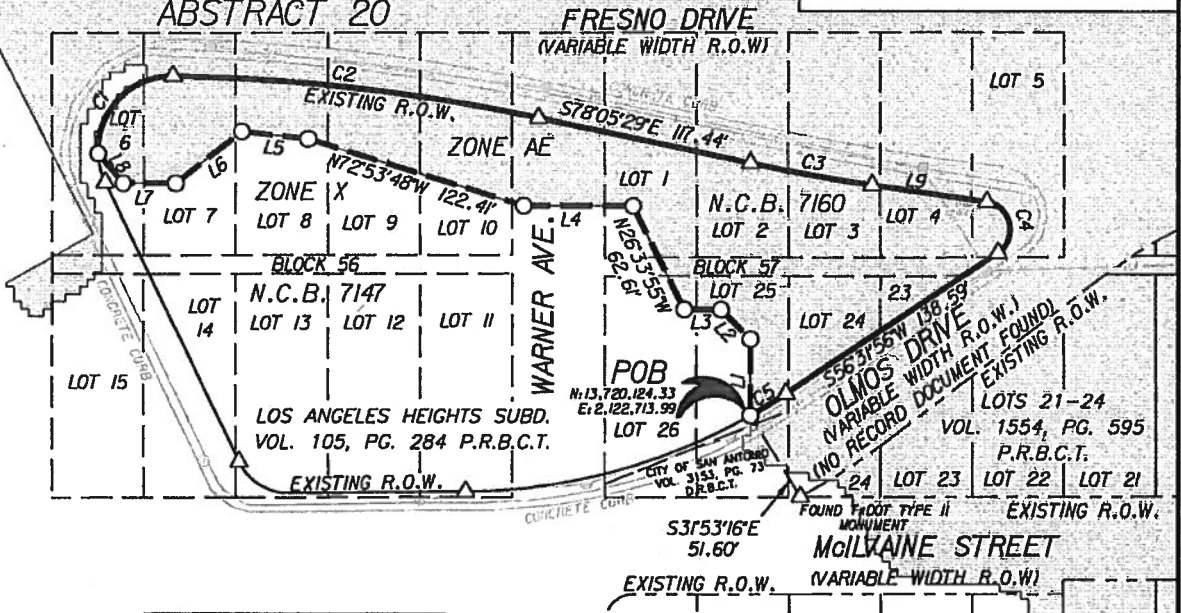 ABSTRACT 20
FRESNO DRIVE
(VARIABLE WIDTH R.O.W)
LOT 5
C2
EXISTING R.O.W.
C1
LOT
6
S78°05'29"E 117.44'
ZONE AE
C3
L9
C4
L8
L7
L6
L5
N72°53'48"W 122.41'
ZONE X
LOT 7
LOT 8
LOT 9
LOT 10
WARNER AVE.
L4
LOT 1
N.C.B. 7160
LOT 2
LOT 3
LOT 4
N26°33'55"W
62.61'
BLOCK 56
BLOCK 57
N.C.B. 7147
LOT
14
LOT 13
LOT 12
LOT 11
LOT 15
CONCRETE CURB
LOT 25
L3
L2
L1
LOT 24
23
S56°31'56"W 138.59'
OLMOS DRIVE
(VARIABLE WIDTH R.O.W.)
(NO RECORD DOCUMENT FOUND)
EXISTING R.O.W.
POB
N:13,720,124.33
E:2,122,713.99
C5
LOT 26
LOS ANGELES HEIGHTS SUBD.
VOL. 105, PG. 284 P.R.B.C.T.
EXISTING R.O.W.
CONCRETE CURB
CITY OF SAN ANTONIO
VOL. 3153, PG. 73
D.R.B.C.T.
LOTS 21-24
VOL. 1554, PG. 595
P.R.B.C.T.
24
LOT 23
LOT 22
LOT 21
FOUND TXDOT TYPE II
MONUMENT
EXISTING R.O.W.
S31°53'16"E
51.60'
McILVAINE STREET
(VARIABLE WIDTH R.O.W)
EXISTING R.O.W.